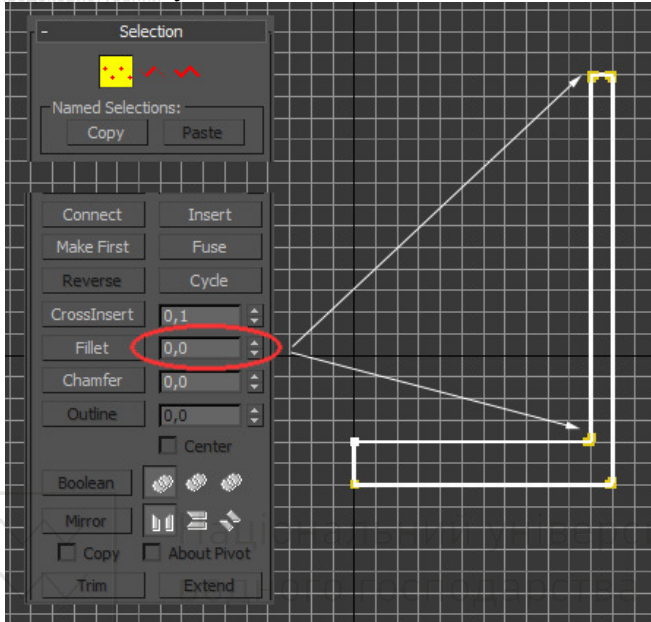 - Selection
Named Selections:
Copy Paste
Connect Insert
Make First Fuse
Reverse Cycle
CrossInsert 0,1
Fillet 0,0
Chamfer 0,0
Outline 0,0
Center
Boolean
Mirror
Copy About Pivot
Trim Extend